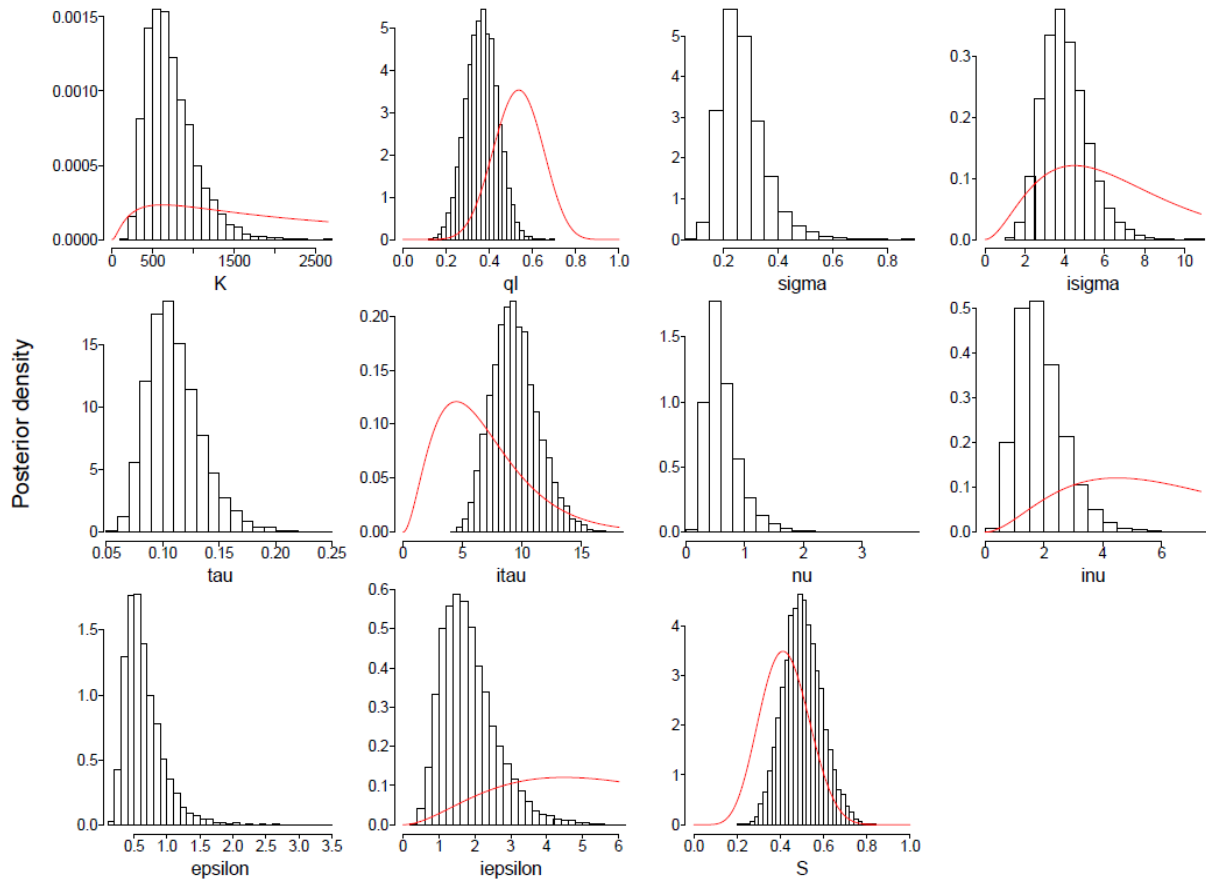 0.0015
0.0010
0.0005
0.0000
500 1500 2500
K
5
4
3
2
1
0
0.0 0.2 0.4 0.6 0.8 1.0
qI
5
4
3
2
1
0
0.2 0.4 0.6 0.8
sigma
0.3
0.2
0.1
0.0
0 2 4 6 8 10
isigma
Posterior density
15
10
5
0
0.05 0.10 0.15 0.20 0.25
tau
0.20
0.15
0.10
0.05
0.00
0 5 10 15
itau
1.5
1.0
0.5
0.0
0 1 2 3
nu
0.5
0.4
0.3
0.2
0.1
0.0
0 2 4 6
inu
1.5
1.0
0.5
0.0
0.5 1.0 1.5 2.0 2.5 3.0 3.5
epsilon
0.6
0.5
0.4
0.3
0.2
0.1
0.0
0 1 2 3 4 5 6
iepsilon
4
3
2
1
0
0.0 0.2 0.4 0.6 0.8 1.0
S